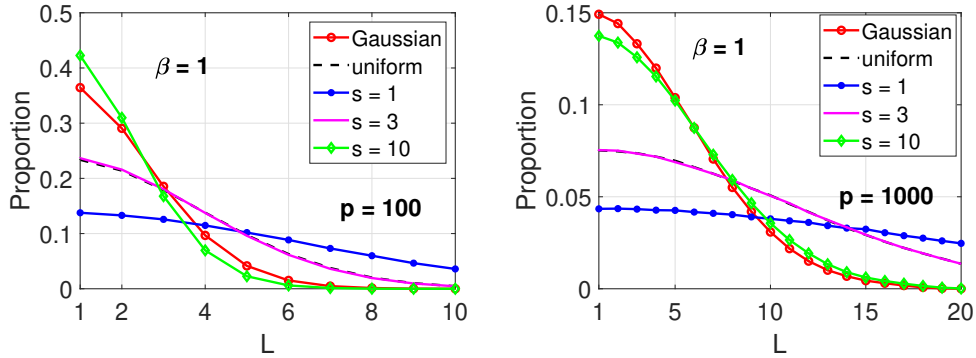 0.5
0.4
0.3
0.2
0.1
0
Proportion
1
2
4
6
8
10
L
β = 1
p = 100
Gaussian
uniform
s = 1
s = 3
s = 10
0.15
0.1
0.05
0
Proportion
1
5
10
15
20
L
β = 1
p = 1000
Gaussian
uniform
s = 1
s = 3
s = 10